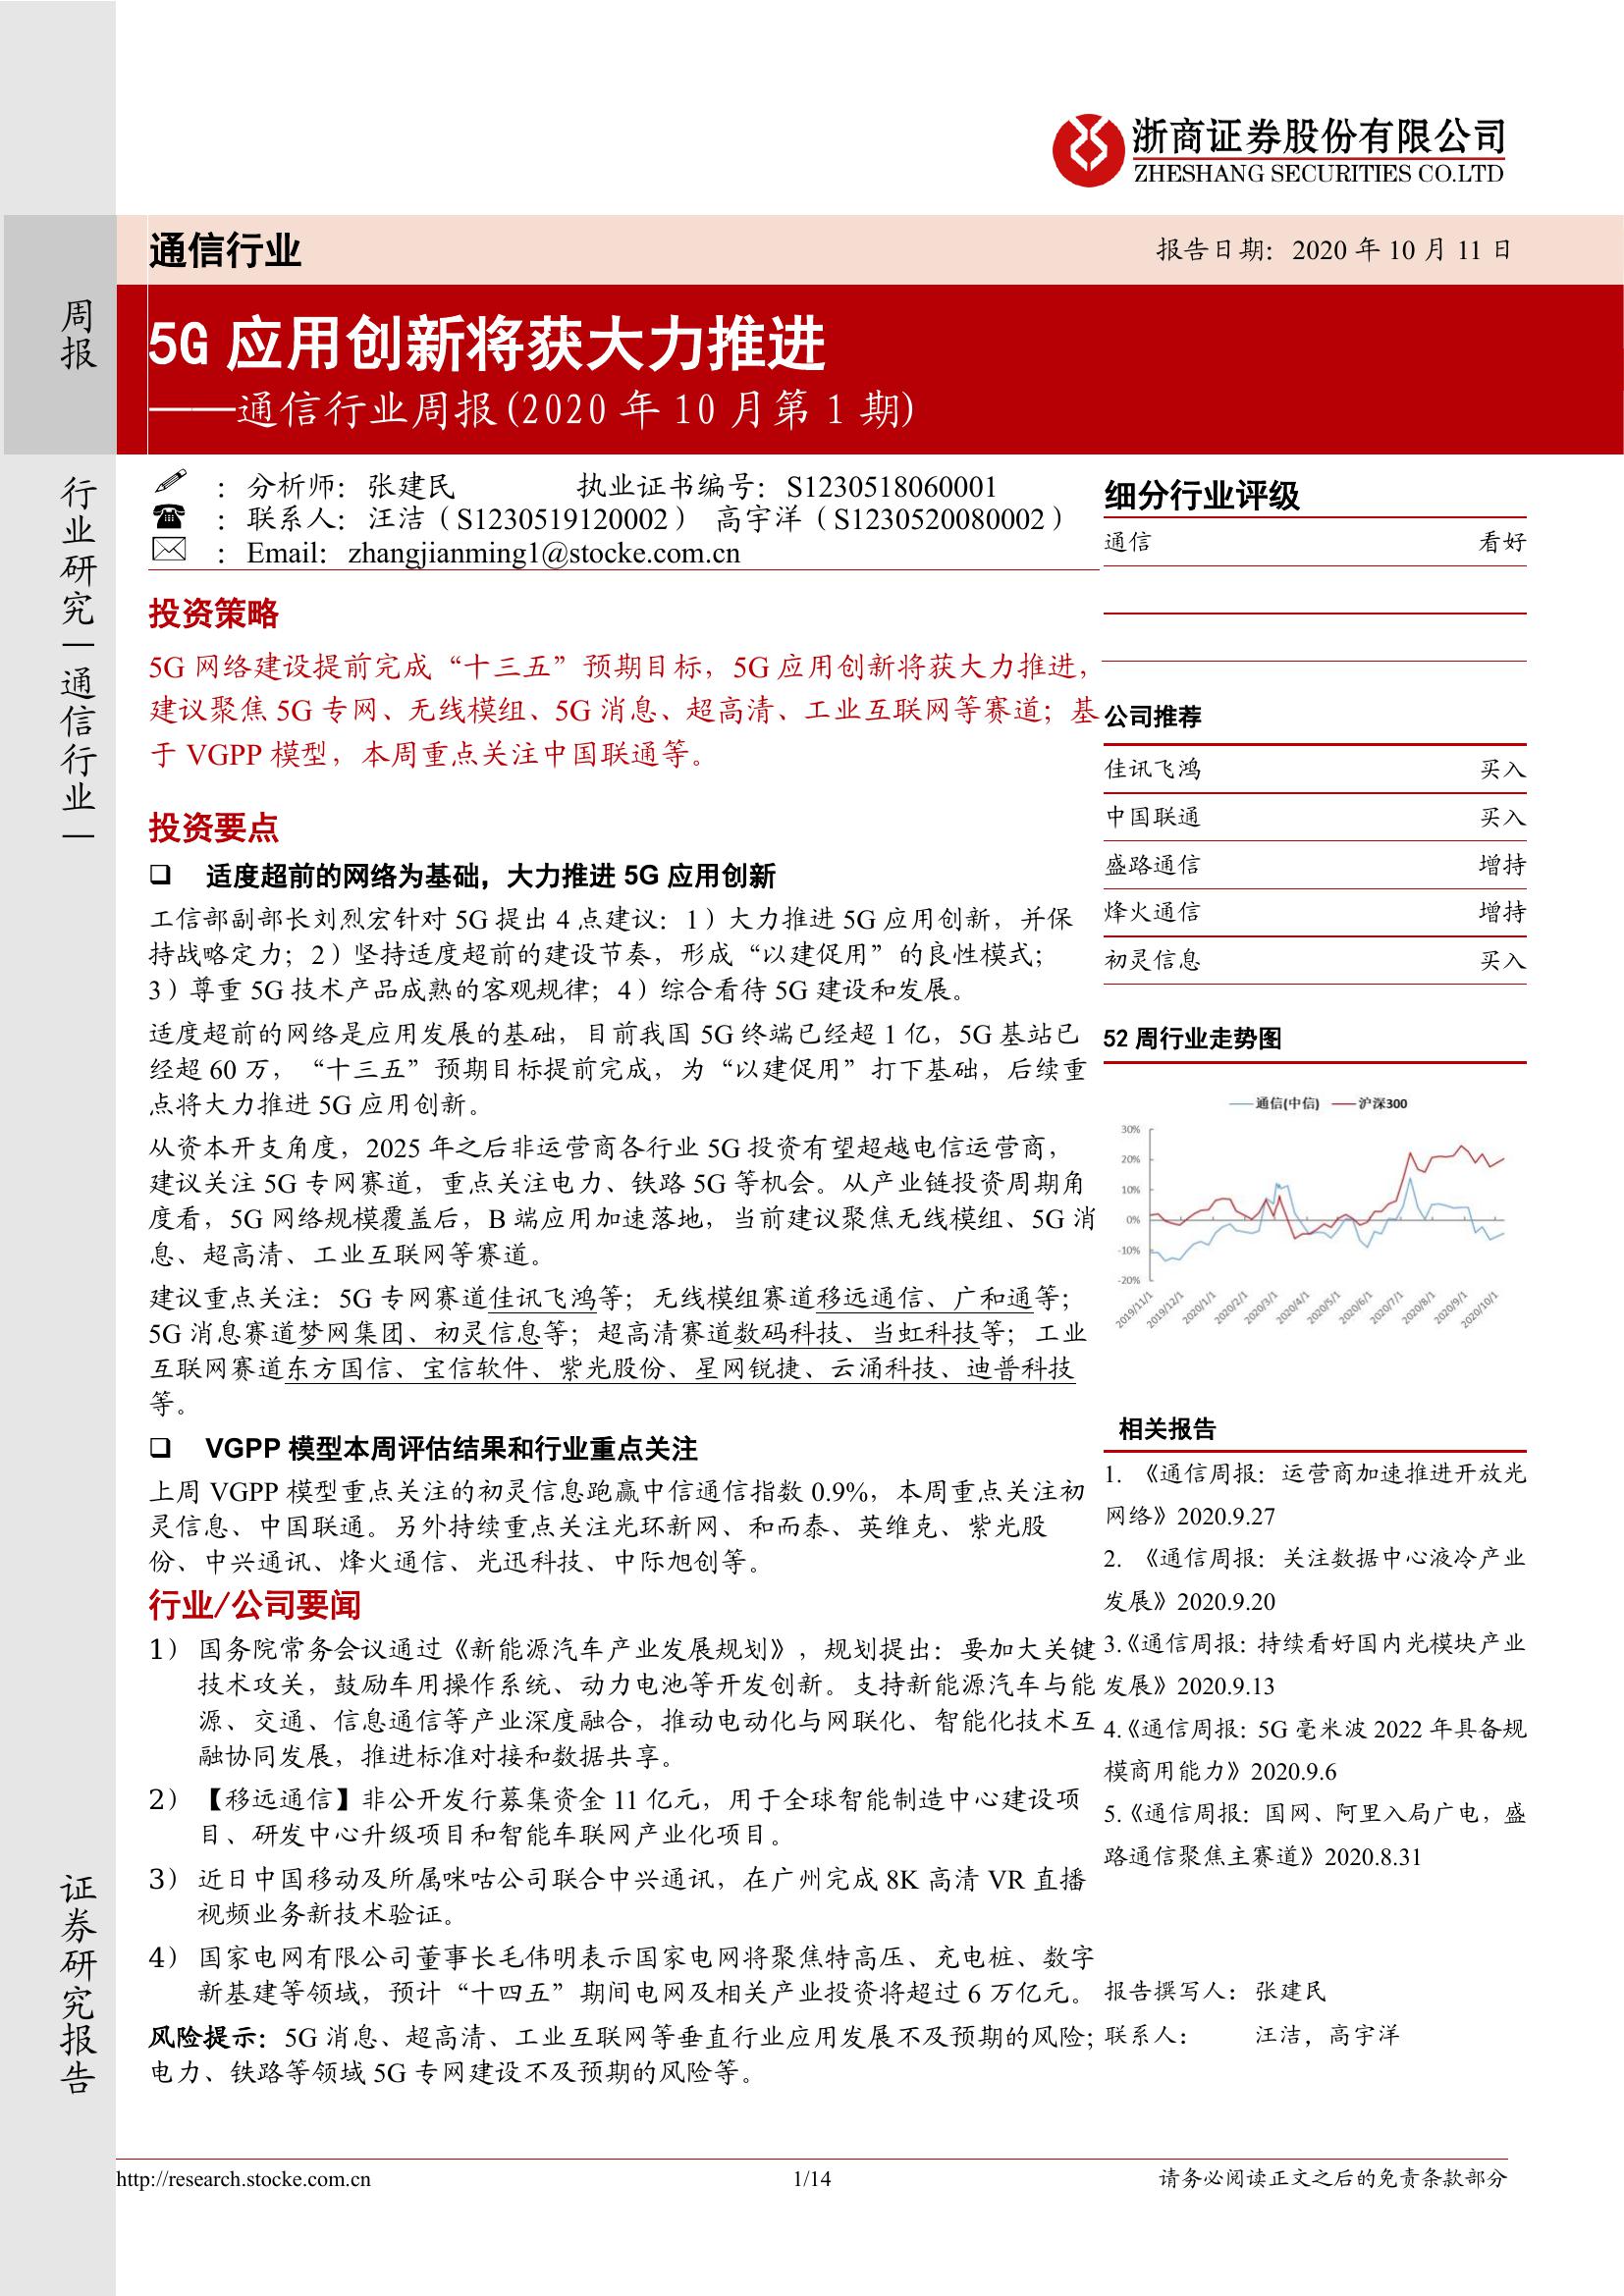 浙商证券股份有限公司
ZHESHANG SECURITIES CO.LTD
通信行业
报告日期：2020 年 10 月 11 日
周报
5G 应用创新将获大力推进
——通信行业周报(2020 年 10 月第 1 期)
行业研究｜通信行业｜
证券研究报告
：分析师：张建民 执业证书编号：S1230518060001
：联系人：汪洁（S1230519120002） 高宇洋（S1230520080002）
：Email：zhangjianming1@stocke.com.cn
投资策略
5G 网络建设提前完成“十三五”预期目标，5G 应用创新将获大力推进，
建议聚焦 5G 专网、无线模组、5G 消息、超高清、工业互联网等赛道；基
于 VGPP 模型，本周重点关注中国联通等。
投资要点
❑ 适度超前的网络为基础，大力推进 5G 应用创新
工信部副部长刘烈宏针对 5G 提出 4 点建议：1）大力推进 5G 应用创新，并保
持战略定力；2）坚持适度超前的建设节奏，形成“以建促用”的良性模式；
3）尊重 5G 技术产品成熟的客观规律；4）综合看待 5G 建设和发展。
适度超前的网络是应用发展的基础，目前我国 5G 终端已经超 1 亿，5G 基站已
经超 60 万，“十三五”预期目标提前完成，为“以建促用”打下基础，后续重
点将大力推进 5G 应用创新。
从资本开支角度，2025 年之后非运营商各行业 5G 投资有望超越电信运营商，
建议关注 5G 专网赛道，重点关注电力、铁路 5G 等机会。从产业链投资周期角
度看，5G 网络规模覆盖后，B 端应用加速落地，当前建议聚焦无线模组、5G 消
息、超高清、工业互联网等赛道。
建议重点关注：5G 专网赛道佳讯飞鸿等；无线模组赛道移远通信、广和通等；
5G 消息赛道梦网集团、初灵信息等；超高清赛道数码科技、当虹科技等；工业
互联网赛道东方国信、宝信软件、紫光股份、星网锐捷、云涌科技、迪普科技
等。
❑ VGPP 模型本周评估结果和行业重点关注
上周 VGPP 模型重点关注的初灵信息跑赢中信通信指数 0.9%，本周重点关注初
灵信息、中国联通。另外持续重点关注光环新网、和而泰、英维克、紫光股
份、中兴通讯、烽火通信、光迅科技、中际旭创等。
行业/公司要闻
1） 国务院常务会议通过《新能源汽车产业发展规划》，规划提出：要加大关键
技术攻关，鼓励车用操作系统、动力电池等开发创新。支持新能源汽车与能
源、交通、信息通信等产业深度融合，推动电动化与网联化、智能化技术互
融协同发展，推进标准对接和数据共享。
2） 【移远通信】非公开发行募集资金 11 亿元，用于全球智能制造中心建设项
目、研发中心升级项目和智能车联网产业化项目。
3） 近日中国移动及所属咪咕公司联合中兴通讯，在广州完成 8K 高清 VR 直播
视频业务新技术验证。
4） 国家电网有限公司董事长毛伟明表示国家电网将聚焦特高压、充电桩、数字
新基建等领域，预计“十四五”期间电网及相关产业投资将超过 6 万亿元。
风险提示：5G 消息、超高清、工业互联网等垂直行业应用发展不及预期的风险；
电力、铁路等领域 5G 专网建设不及预期的风险等。
细分行业评级
通信 看好
公司推荐
佳讯飞鸿 买入
中国联通 买入
盛路通信 增持
烽火通信 增持
初灵信息 买入
52 周行业走势图
通信(中信) 沪深300
30%
20%
10%
0%
-10%
-20%
2019/11/1 2019/12/1 2020/1/1 2020/2/1 2020/3/1 2020/4/1 2020/5/1 2020/6/1 2020/7/1 2020/8/1 2020/9/1 2020/10/1
相关报告
1. 《通信周报：运营商加速推进开放光
网络》2020.9.27
2. 《通信周报：关注数据中心液冷产业
发展》2020.9.20
3.《通信周报：持续看好国内光模块产业
发展》2020.9.13
4.《通信周报：5G 毫米波 2022 年具备规
模商用能力》2020.9.6
5.《通信周报：国网、阿里入局广电，盛
路通信聚焦主赛道》2020.8.31
报告撰写人：张建民
联系人： 汪洁，高宇洋
http://research.stocke.com.cn
1/14
请务必阅读正文之后的免责条款部分